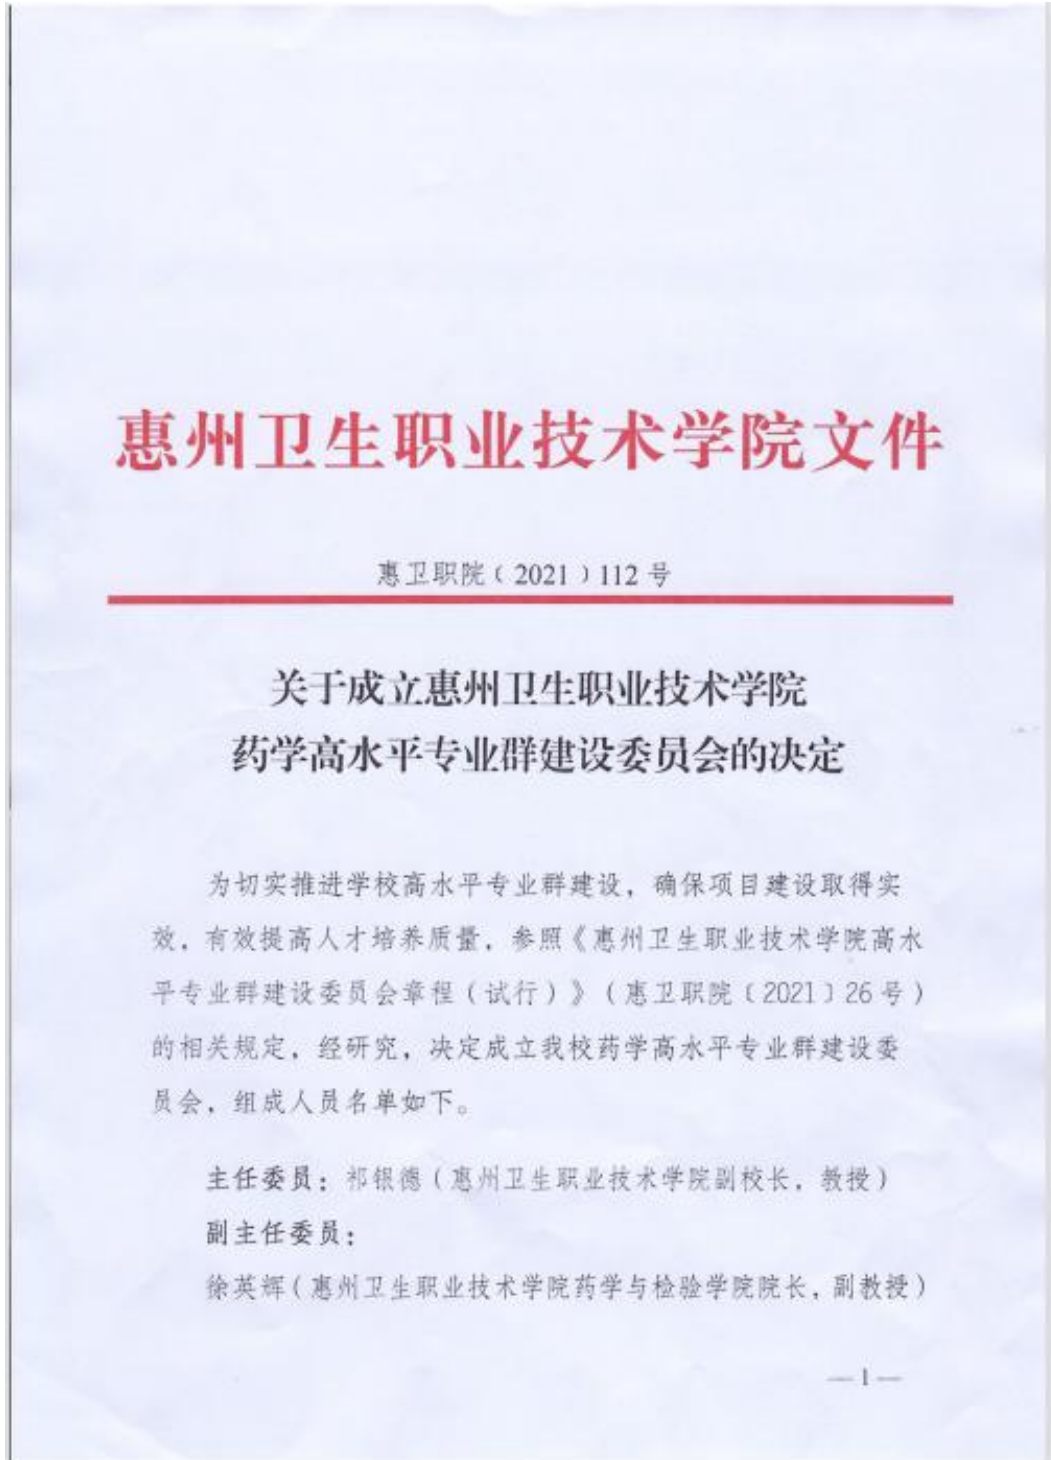 惠州卫生职业技术学院文件
惠卫职院﹝2021﹞112号
关于成立惠州卫生职业技术学院
药学高水平专业群建设委员会的决定
为切实推进学校高水平专业群建设，确保项目建设取得实
效，有效提高人才培养质量，参照《惠州卫生职业技术学院高水
平专业群建设委员会章程（试行）》（惠卫职院﹝2021﹞26号）
的相关规定，经研究，决定成立我校药学高水平专业群建设委
员会，组成人员名单如下。
主任委员：祁银德（惠州卫生职业技术学院副校长，教授）
副主任委员：
徐英辉（惠州卫生职业技术学院药学与检验学院院长，副教授）
—1—